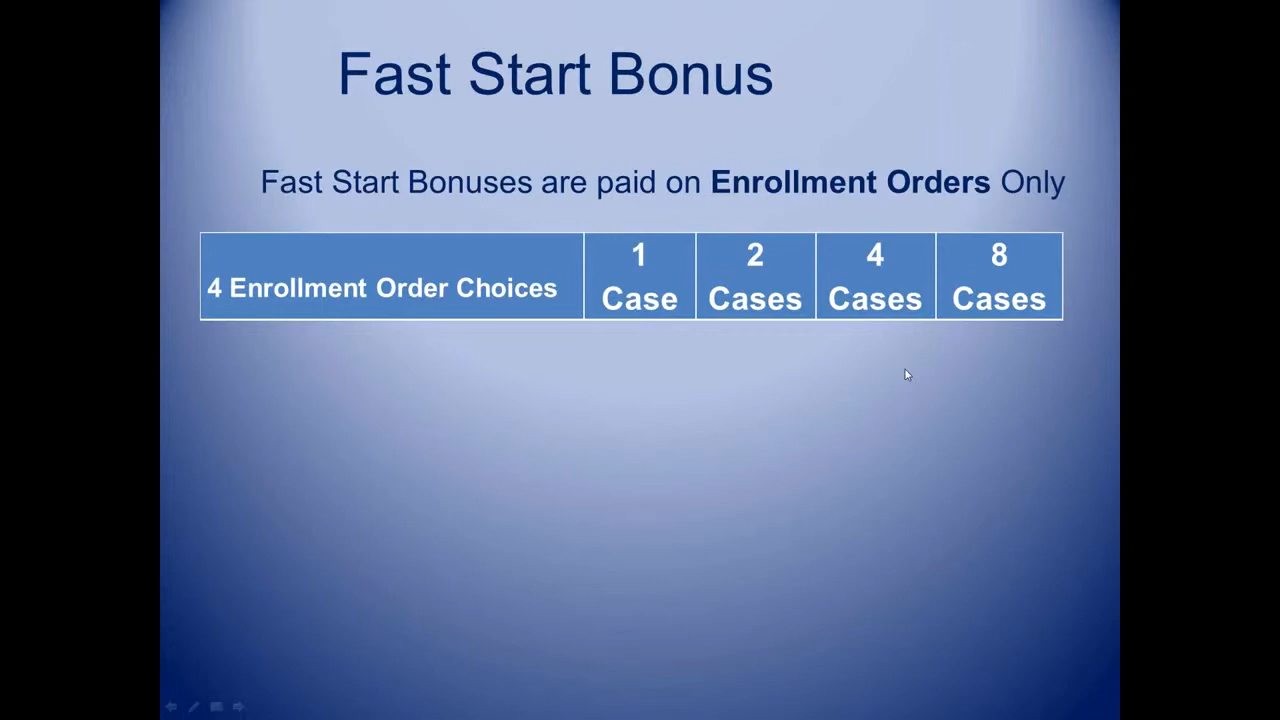 Fast Start Bonus
Fast Start Bonuses are paid on Enrollment Orders Only
4 Enrollment Order Choices
1
Case
2
Cases
4
Cases
8
Cases